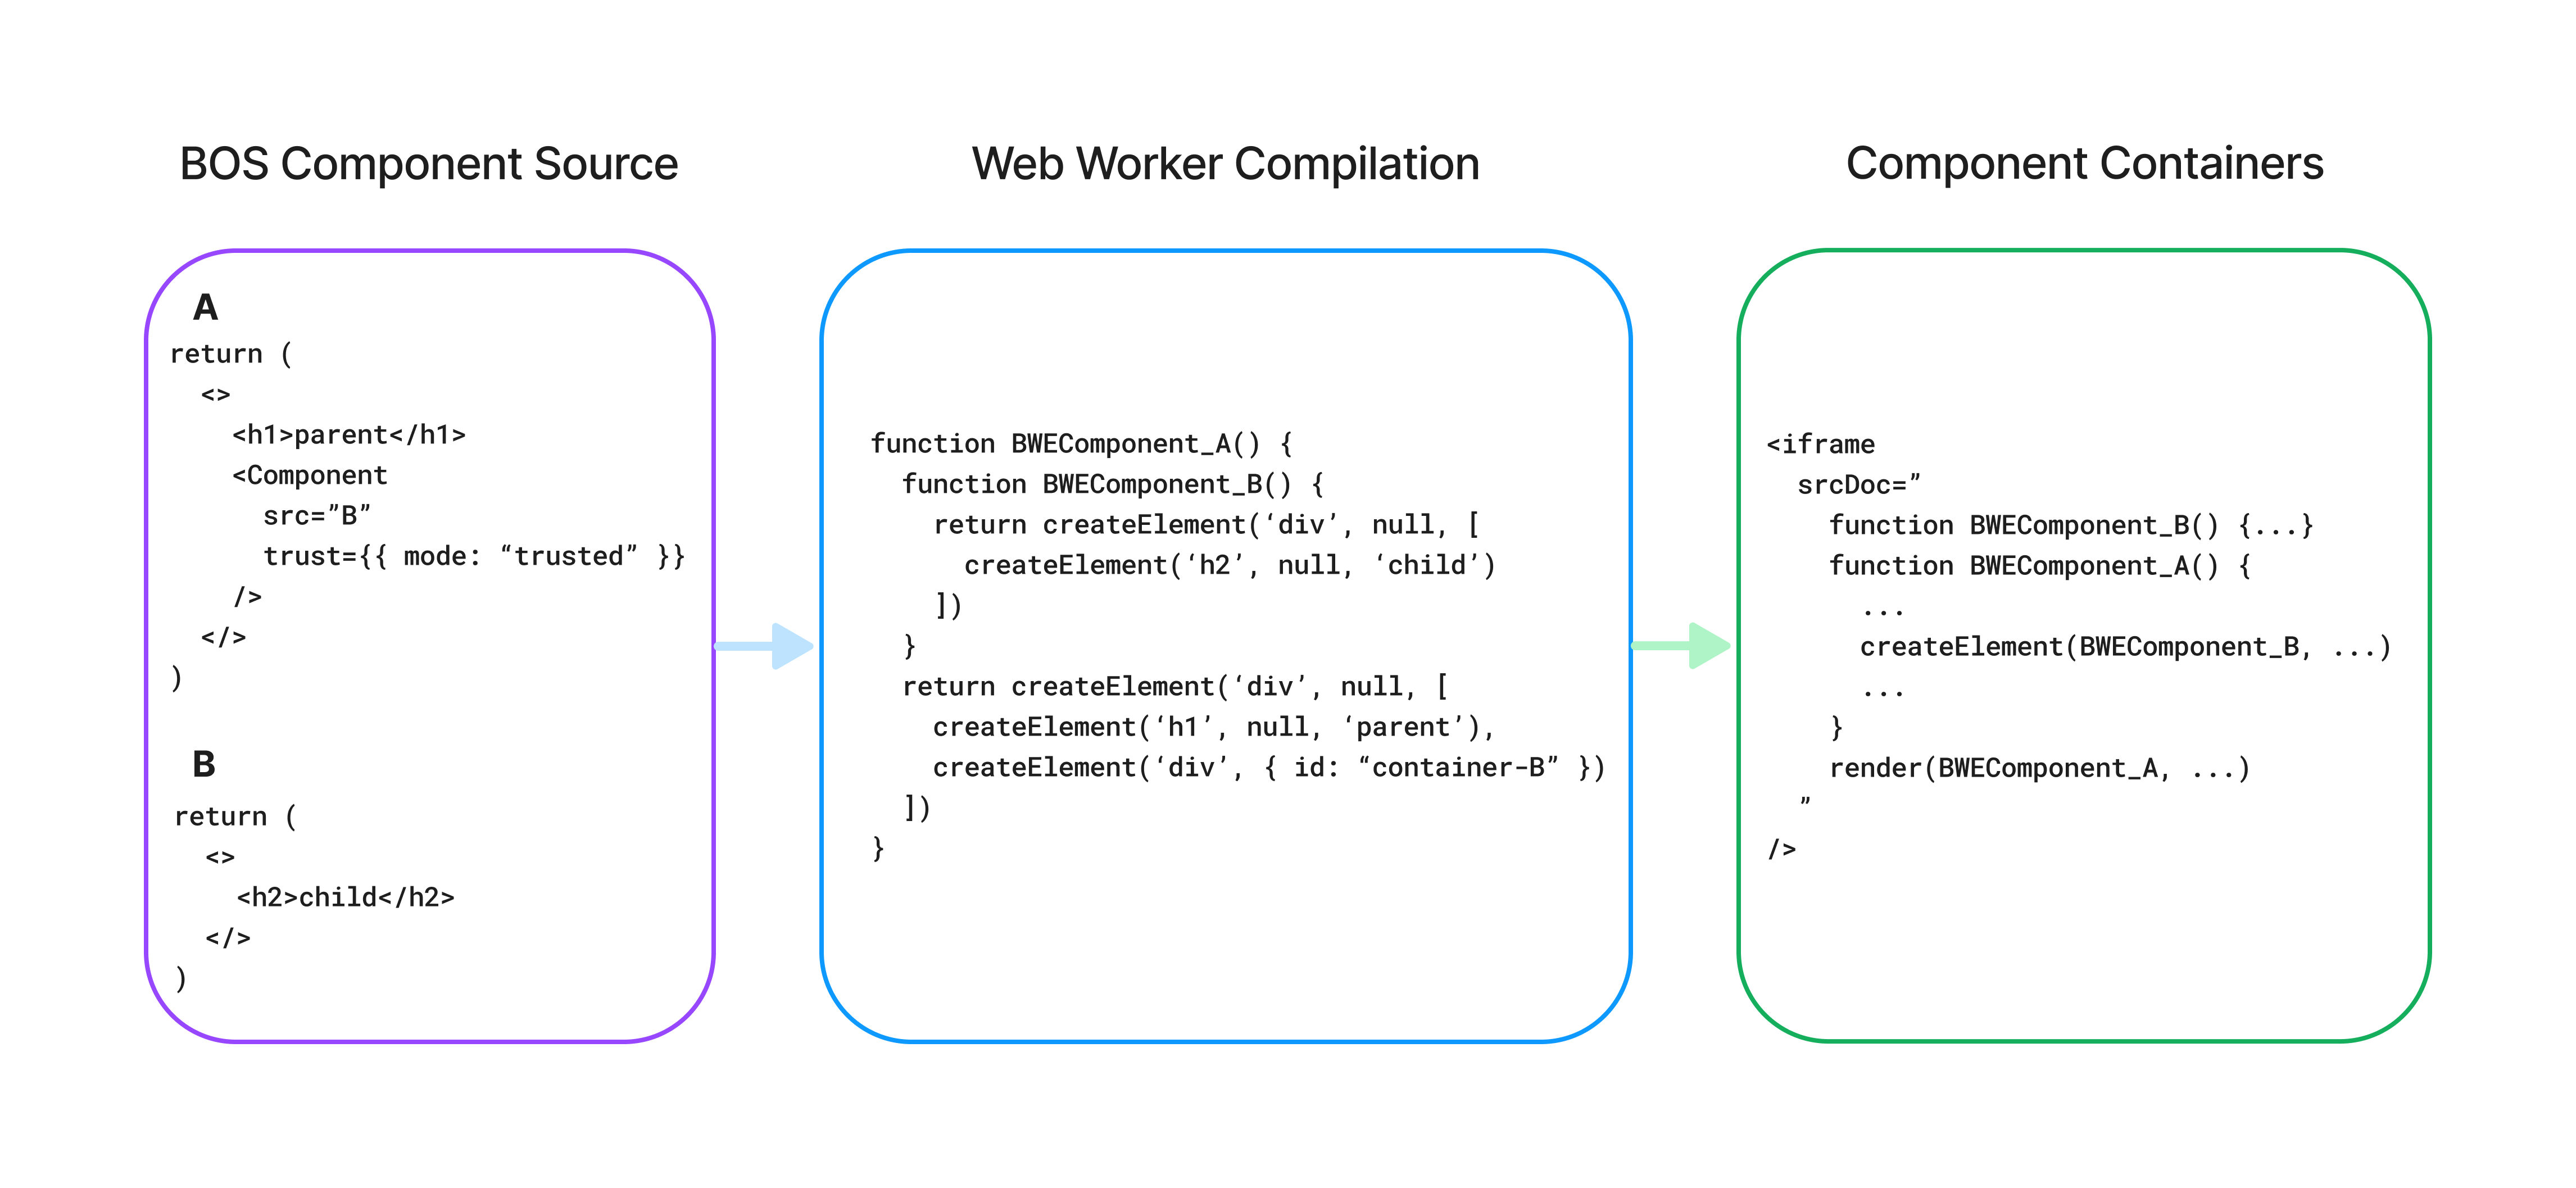 BOS Component Source
A
return (
  <>
    <h1>parent</h1>
    <Component
      src=”B”
      trust={{ mode: “trusted” }}
    />
  </>
)
B
return (
  <>
    <h2>child</h2>
  </>
)
Web Worker Compilation
function BWEComponent_A() {
  function BWEComponent_B() {
    return createElement(‘div’, null, [
      createElement(‘h2’, null, ‘child’)
    ])
  }
  return createElement(‘div’, null, [
    createElement(‘h1’, null, ‘parent’),
    createElement(‘div’, { id: “container-B” })
  ])
}
Component Containers
<iframe
  srcDoc=”
    function BWEComponent_B() {...}
    function BWEComponent_A() {
      ...
      createElement(BWEComponent_B, ...)
      ...
    }
    render(BWEComponent_A, ...)
  ”
/>